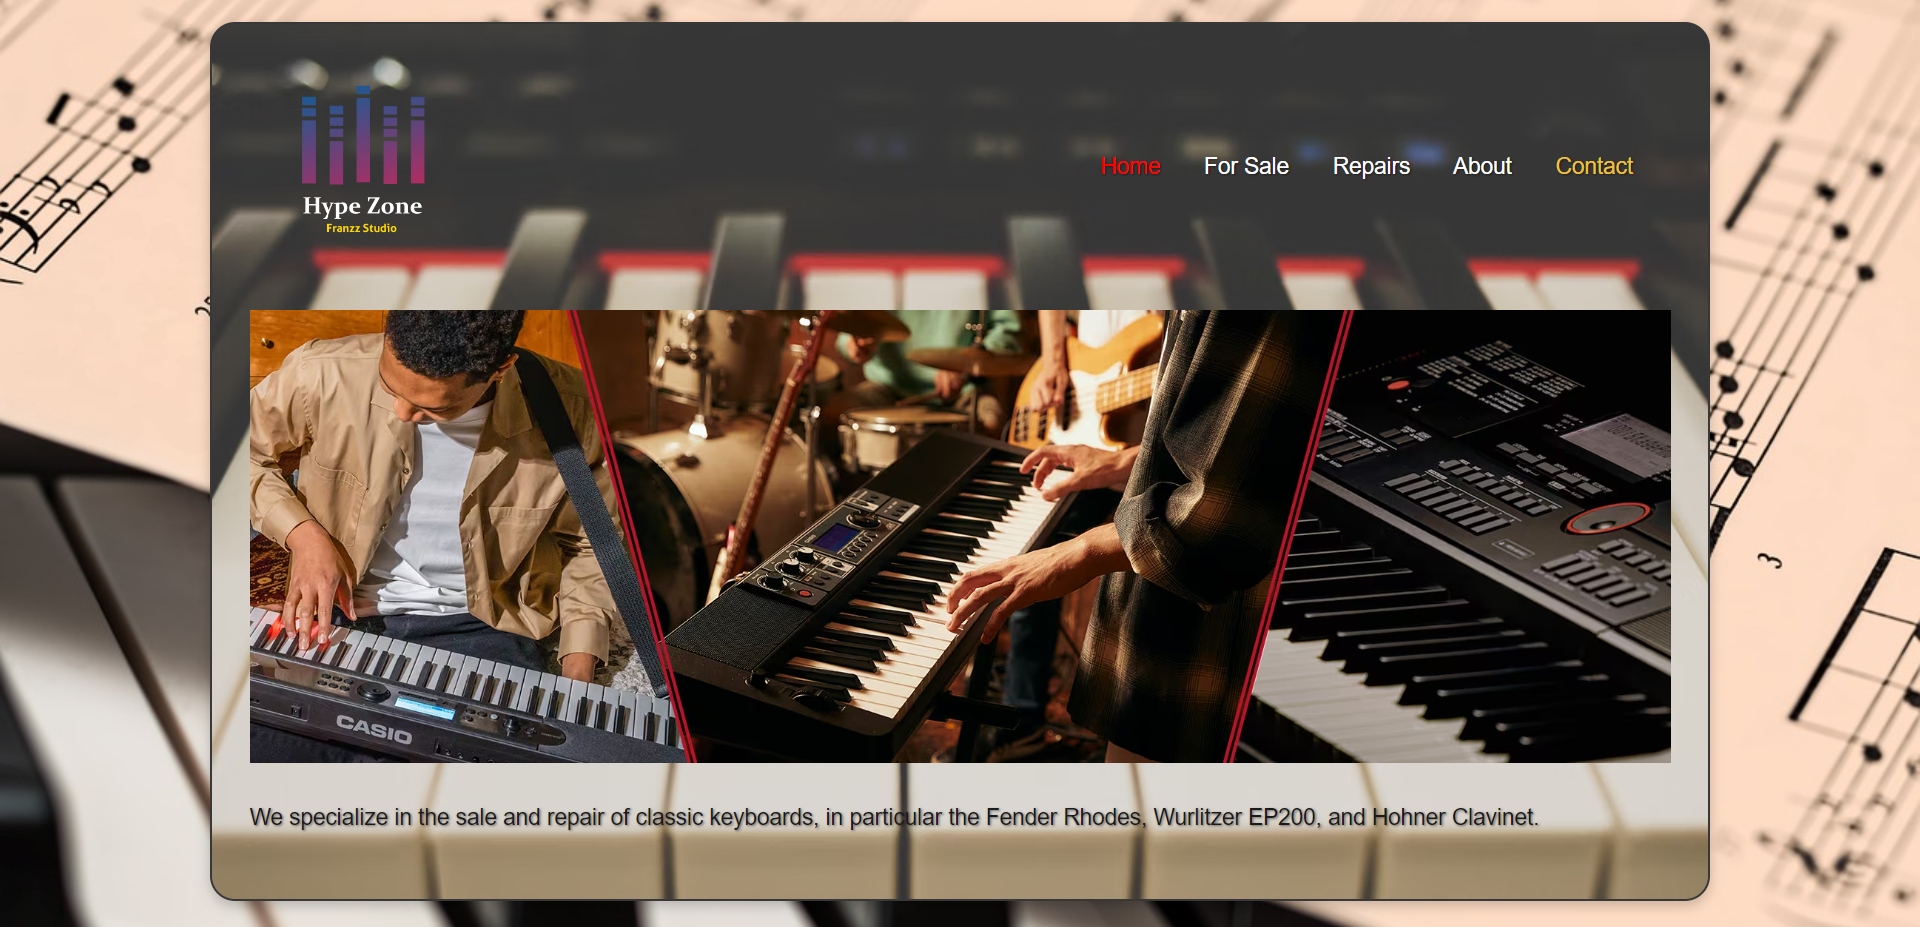 Hype Zone
Franzz Studio
Home For Sale Repairs About Contact
CASIO
We specialize in the sale and repair of classic keyboards, in particular the Fender Rhodes, Wurlitzer EP200, and Hohner Clavinet.
3